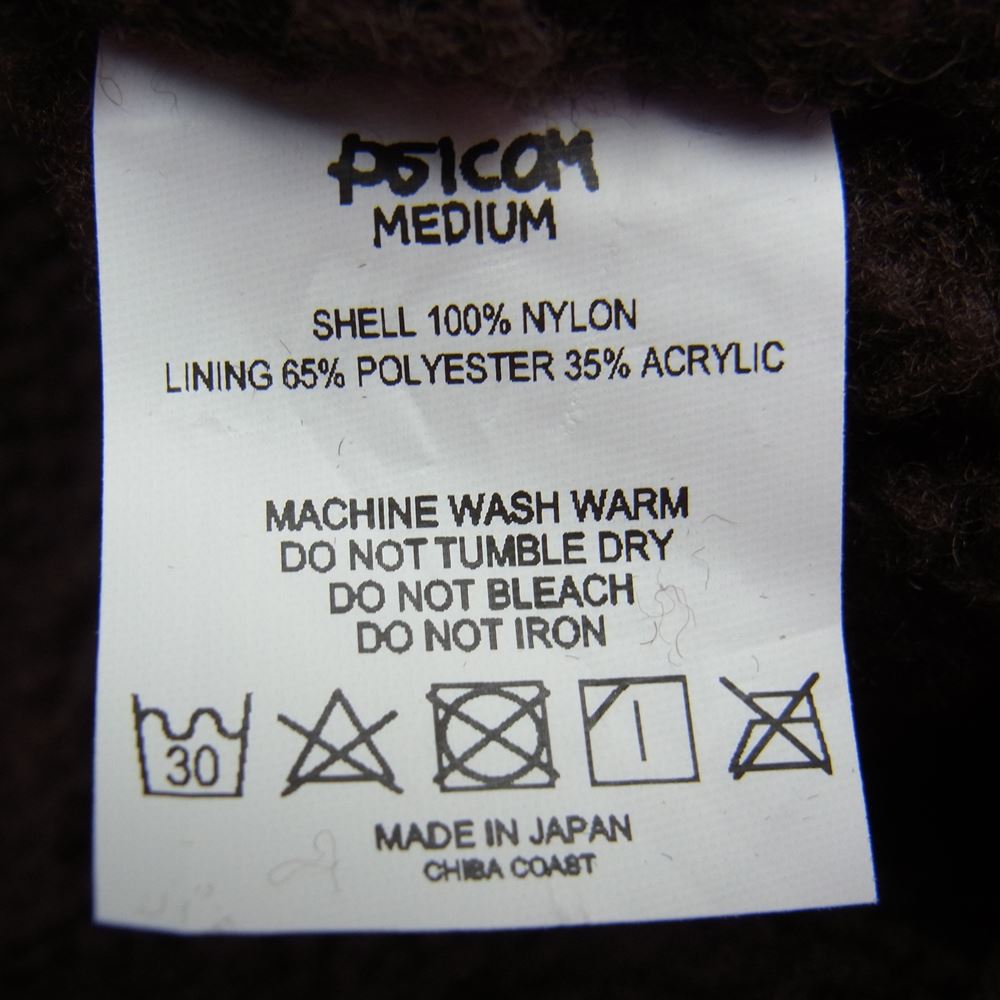 PSICOM
MEDIUM
SHELL 100% NYLON
LINING 65% POLYESTER 35% ACRYLIC
MACHINE WASH WARM
DO NOT TUMBLE DRY
DO NOT BLEACH
DO NOT IRON
30
MADE IN JAPAN
CHIBA COAST